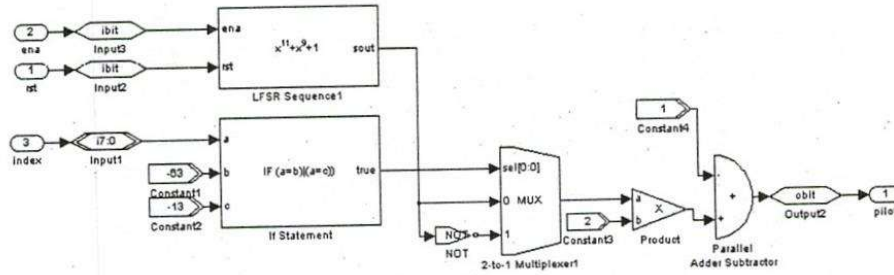 2
ena
ibit
Input3
1
rst
ibit
Input2
ena
rst
x^11+x^9+1
sout
LFSR Sequence1
3
index
i7:0
Input1
-53
Constant1
-13
Constant2
a
b
c
IF (a=b)|(a=c))
true
If Statement
NOT
NOT
sel[0:0]
0 MUX
1
2-to-1 Multiplexer1
2
Constant3
a
b
X
Product
1
Constant4
-
+
+
Parallel
Adder Subtractor
obit
Output2
1
pilo